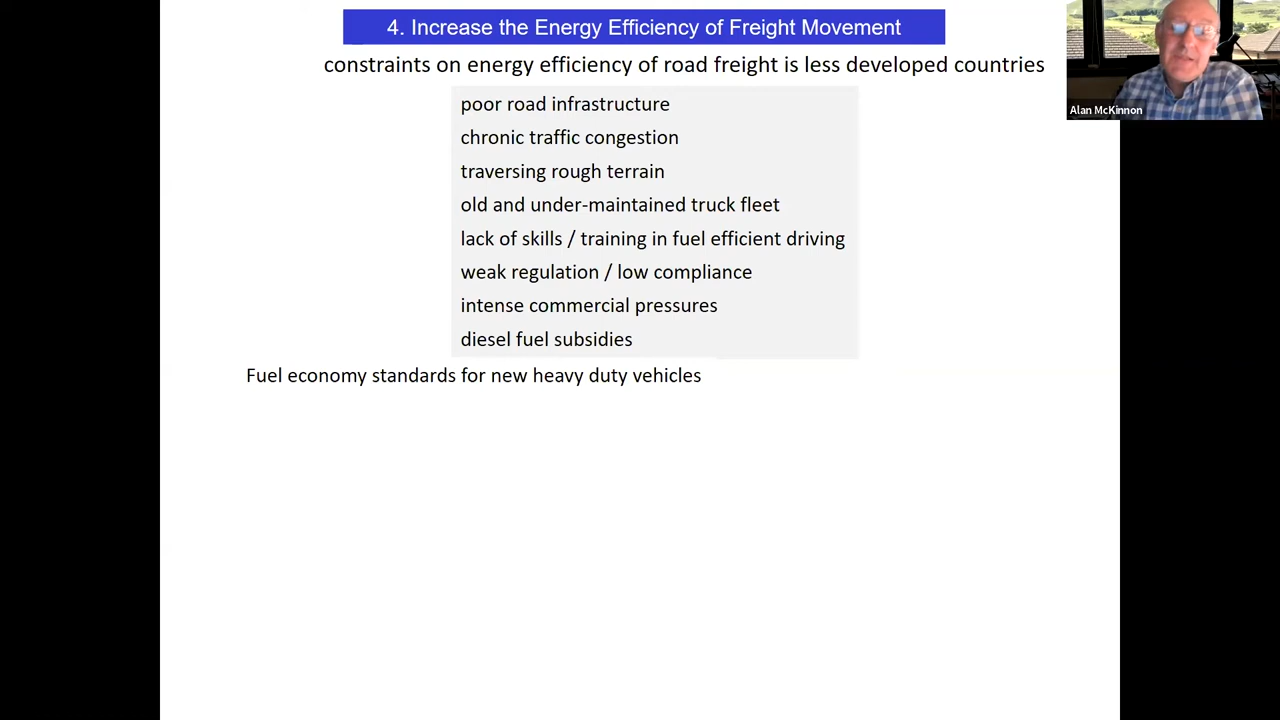 4. Increase the Energy Efficiency of Freight Movement
constraints on energy efficiency of road freight is less developed countries
poor road infrastructure
chronic traffic congestion
traversing rough terrain
old and under-maintained truck fleet
lack of skills / training in fuel efficient driving
weak regulation / low compliance
intense commercial pressures
diesel fuel subsidies
Fuel economy standards for new heavy duty vehicles
Alan McKinnon